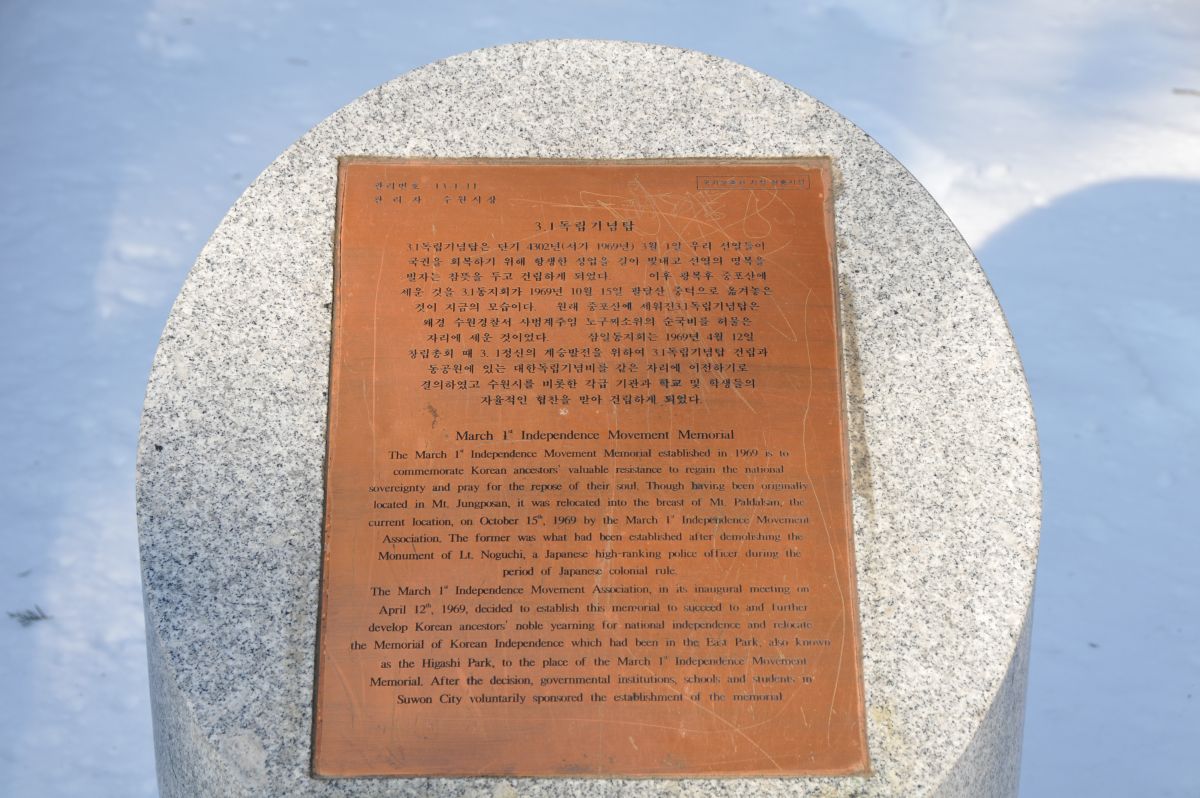 관리번호 : 13.1.11
관 리 자 : 수원시장
국가보훈처 지정 현충시설
3.1독립기념탑
3.1독립기념탑은 단기 4302년(서기 1969년) 3월 1일 우리 선열들이
국권을 회복하기 위해 항쟁한 성업을 길이 빛내고 선열의 명복을
빌자는 참뜻을 두고 건립하게 되었다. 이후 광복후 중포산에
세운 것을 3.1동지회가 1969년 10월 15일 팔달산 중턱으로 옮겨놓은
것이 지금의 모습이다. 원래 중포산에 세워진3.1독립기념탑은
왜경 수원경찰서 사법계주임 노구찌소위의 순국비를 허물은
자리에 세운 것이었다. 삼일동지회는 1969년 4월 12일
창립총회 때 3. 1정신의 계승발전을 위하여 3.1독립기념탑 건립과
동공원에 있는 대한독립기념비를 같은 자리에 이전하기로
결의하였고 수원시를 비롯한 각급 기관과 학교 및 학생들의
자율적인 협찬을 받아 건립하게 되었다.
March 1st Independence Movement Memorial
The March 1st Independence Movement Memorial established in 1969 is to
commemorate Korean ancestors' valuable resistance to regain the national
sovereignty and pray for the repose of their soul. Though having been originally
located in Mt. Jungposan, it was relocated into the breast of Mt. Paldalsan, the
current location, on October 15th, 1969 by the March 1st Independence Movement
Association. The former was what had been established after demolishing the
Monument of Lt. Noguchi, a Japanese high-ranking police officer during the
period of Japanese colonial rule.
The March 1st Independence Movement Association, in its inaugural meeting on
April 12th, 1969, decided to establish this memorial to succeed to and further
develop Korean ancestors' noble yearning for national independence and relocate
the Memorial of Korean Independence which had been in the East Park, also known
as the Higashi Park, to the place of the March 1st Independence Movement
Memorial. After the decision, governmental institutions, schools and students in
Suwon City voluntarily sponsored the establishment of the memorial.